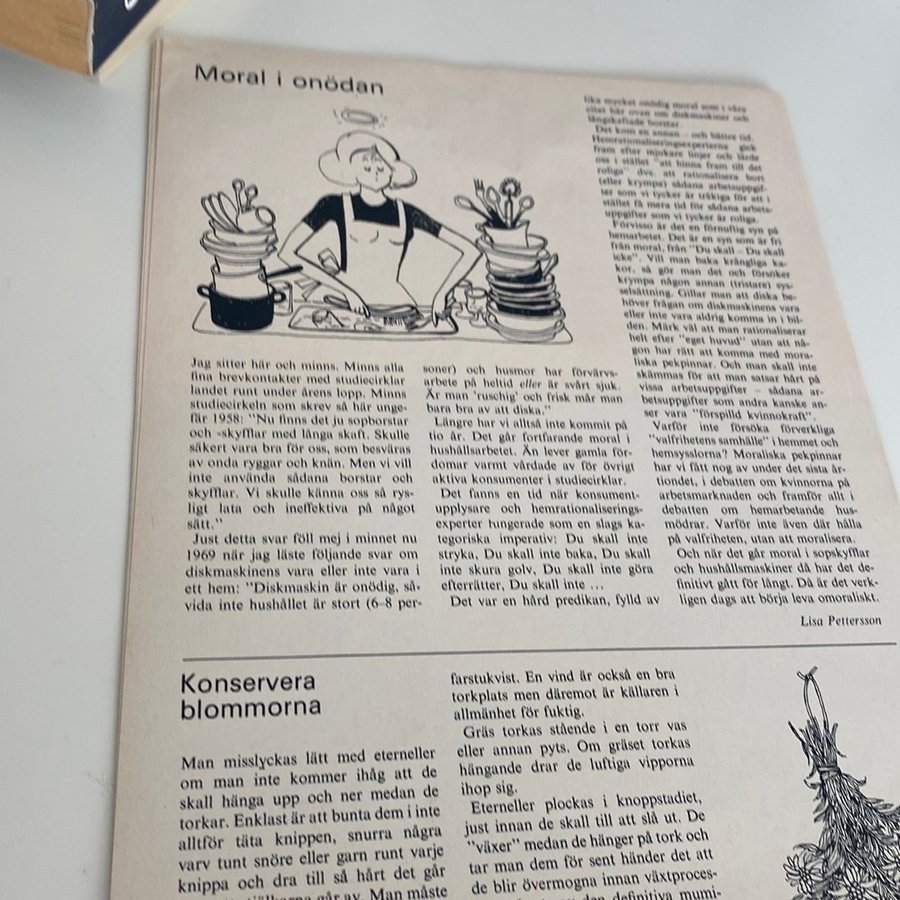 Moral i onödan
Jag sitter här och minns. Minns alla
fina brevkontakter med studiecirklar
landet runt under årens lopp. Minns
studiecirkeln som skrev så här unge-
fär 1958: "Nu finns det ju sopborstar
och -skyfflar med långa skaft. Skulle
säkert vara bra för oss, som besväras
av onda ryggar och knän. Men vi vill
inte använda sådana borstar och
skyfflar. Vi skulle känna oss så rys-
ligt lata och ineffektiva på något
sätt."
Just detta svar föll mej i minnet nu
1969 när jag läste följande svar om
diskmaskinens vara eller inte vara i
ett hem: "Diskmaskin är onödig, så-
vida inte hushållet är stort (6–8 per-
soner) och husmor har förvärvs-
arbete på heltid eller är svårt sjuk.
Är man 'ruschig' och frisk mår man
bara bra av att diska."
Längre har vi alltså inte kommit på
tio år. Det går fortfarande moral i
hushållsarbetet. Än lever gamla för-
domar varmt vårdade av för övrigt
aktiva konsumenter i studiecirklar.
Det fanns en tid när konsument-
upplysare och hemrationaliserings-
experter fungerade som en slags ka-
tegoriska imperativ: Du skall inte
stryka, Du skall inte baka, Du skall
inte skura golv, Du skall inte göra
efterrätter, Du skall inte ...
Det var en hård predikan, fylld av
lika mycket onödig moral som i våra
citat här ovan om diskmaskiner och
långskaftade borstar.
Det kom en annan – och bättre tid.
Hemrationaliseringsexperterna gick
fram efter mjukare linjer och lärde
oss i stället "att hinna fram till det
roliga" dvs. att rationalisera bort
(eller krympa) sådana arbetsuppgif-
ter som vi tycker är tråkiga för att i
stället få mera tid för sådana arbets-
uppgifter som vi tycker är roliga.
Förvisso är det en förnuftig syn på
hemarbetet. Det är en syn som är fri
från moral, från "Du skall – Du skall
icke". Vill man baka krångliga ka-
kor, så gör man det och försöker
krympa någon annan (tristare) sys-
selsättning. Gillar man att diska be-
höver frågan om diskmaskinens vara
eller inte vara aldrig komma in i bil-
den. Märk väl att man rationaliserar
helt efter "eget huvud" utan att nå-
gon har rätt att komma med mora-
liska pekpinnar. Och man skall inte
skämmas för att man satsar hårt på
vissa arbetsuppgifter – sådana ar-
betsuppgifter som andra kanske an-
ser vara "förspilld kvinnokraft".
Varför inte försöka förverkliga
"valfrihetens samhälle" i hemmet och
hemsysslorna? Moraliska pekpinnar
har vi fått nog av under det sista år-
tiondet, i debatten om kvinnorna på
arbetsmarknaden och framför allt i
debatten om hemarbetande hus-
mödrar. Varför inte även där hålla
på valfriheten, utan att moralisera.
Och när det går moral i sopskyfflar
och hushållsmaskiner då har det de-
finitivt gått för långt. Då är det verk-
ligen dags att börja leva omoraliskt.
Lisa Pettersson
Konservera
blommorna
Man misslyckas lätt med eterneller
om man inte kommer ihåg att de
skall hänga upp och ner medan de
torkar. Enklast är att bunta dem i inte
alltför täta knippen, snurra några
varv tunt snöre eller garn runt varje
knippa och dra till så hårt det går
går av. Man måste
farstukvist. En vind är också en bra
torkplats men däremot är källaren i
allmänhet för fuktig.
Gräs torkas stående i en torr vas
eller annan pyts. Om gräset torkas
hängande drar de luftiga vipporna
ihop sig.
Eterneller plockas i knoppstadiet,
just innan de skall till att slå ut. De
"växer" medan de hänger på tork och
tar man dem för sent händer det att
de blir övermogna innan växtproces-
den definitiva mumi-